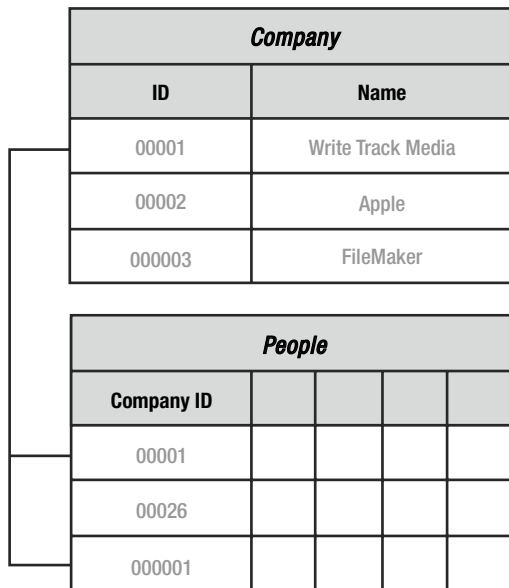 Company
ID Name
00001 Write Track Media
00002 Apple
000003 FileMaker
People
Company ID
00001
00026
000001